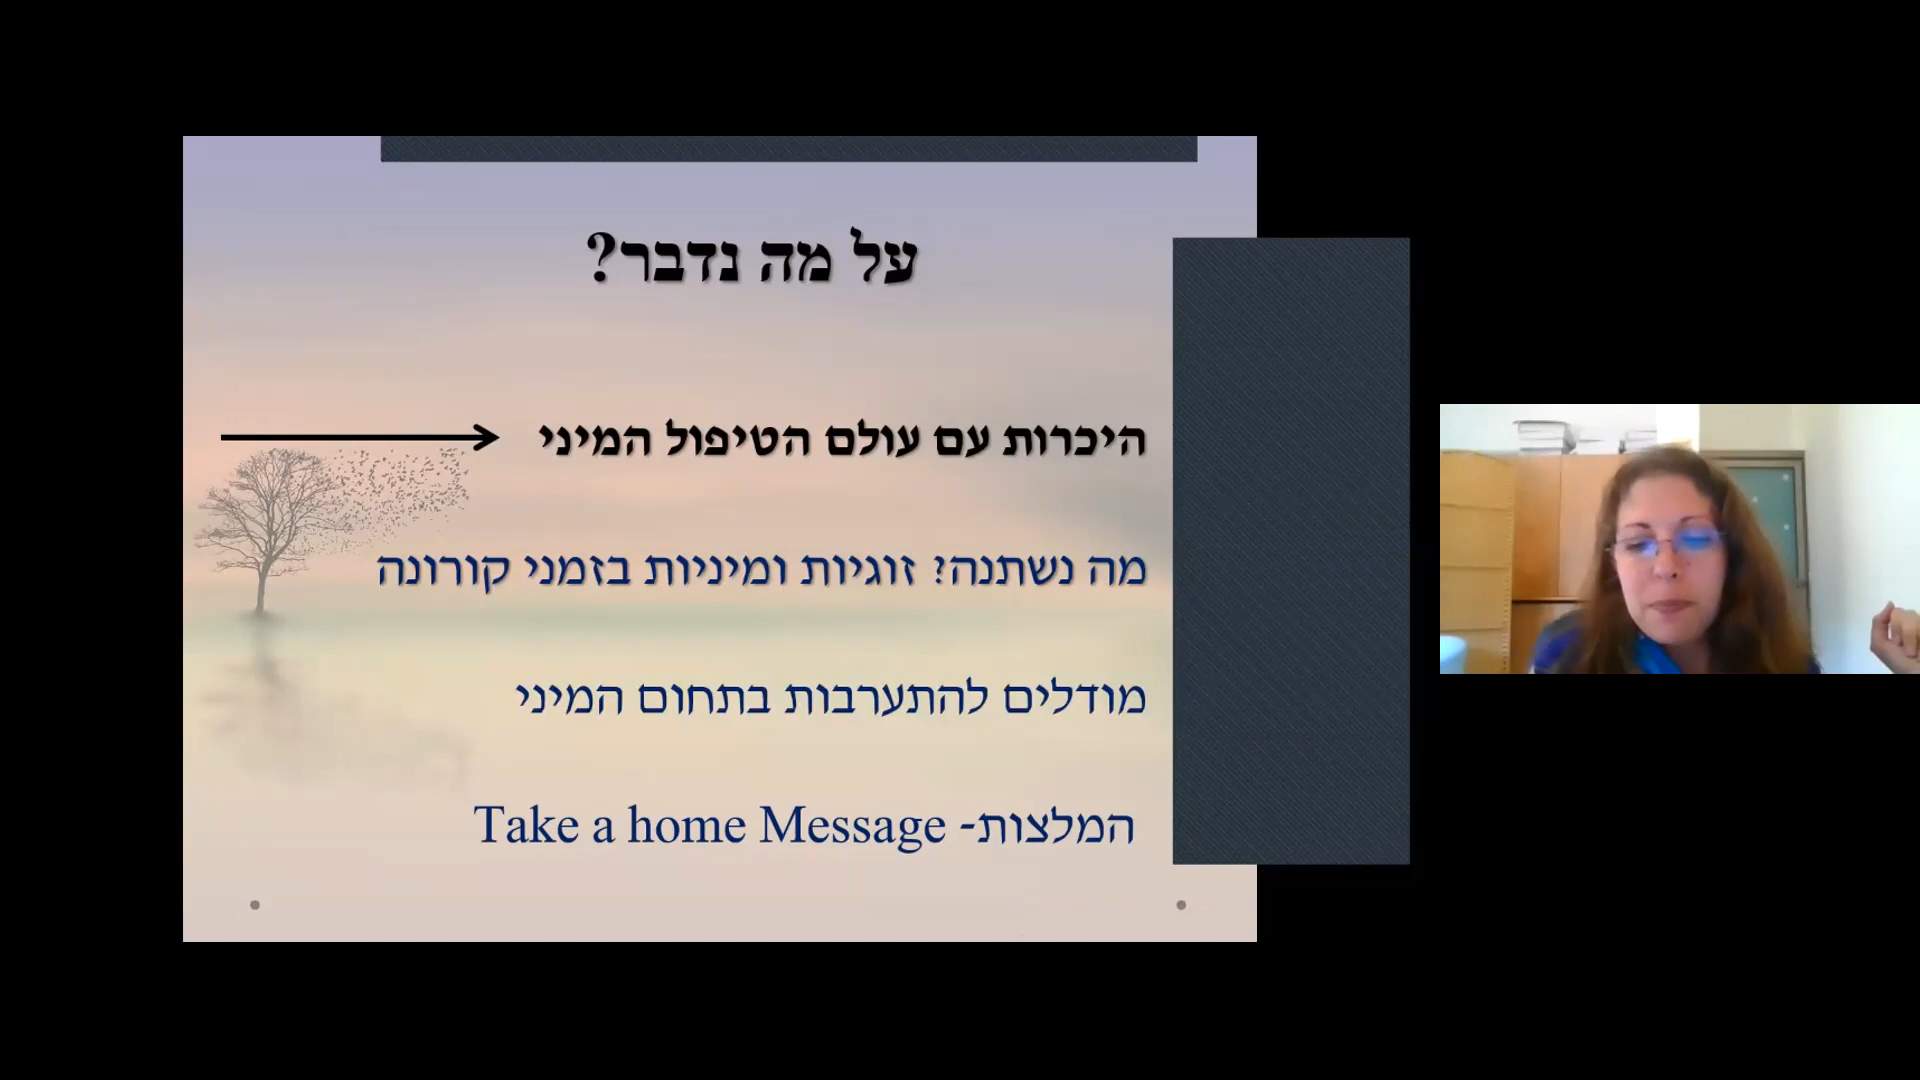 על מה נדבר?
היכרות עם עולם הטיפול המיני
מה נשתנה? זוגיות ומיניות בזמני קורונה
מודלים להתערבות בתחום המיני
המלצות- Take a home Message